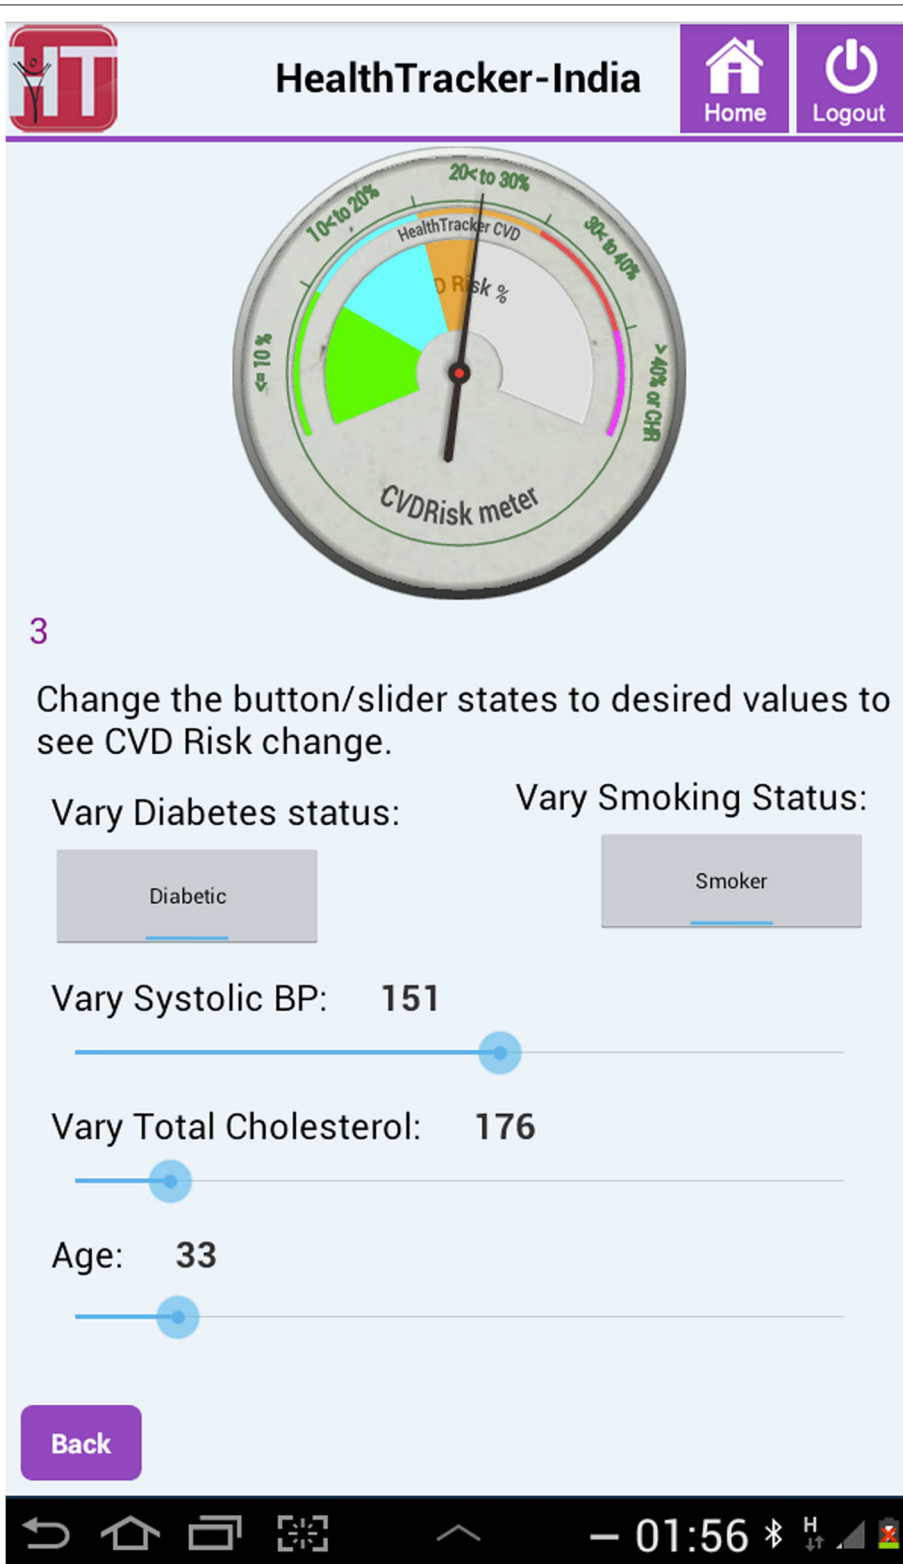 HT
HealthTracker-India
Home
Logout
<= 10 %
10< to 20%
20< to 30%
30< to 40%
> 40% or CHR
HealthTracker CVD
D Risk %
CVDRisk meter
3
Change the button/slider states to desired values to
see CVD Risk change.
Vary Diabetes status:
Vary Smoking Status:
Diabetic
Smoker
Vary Systolic BP: 151
Vary Total Cholesterol: 176
Age: 33
Back
01:56
H